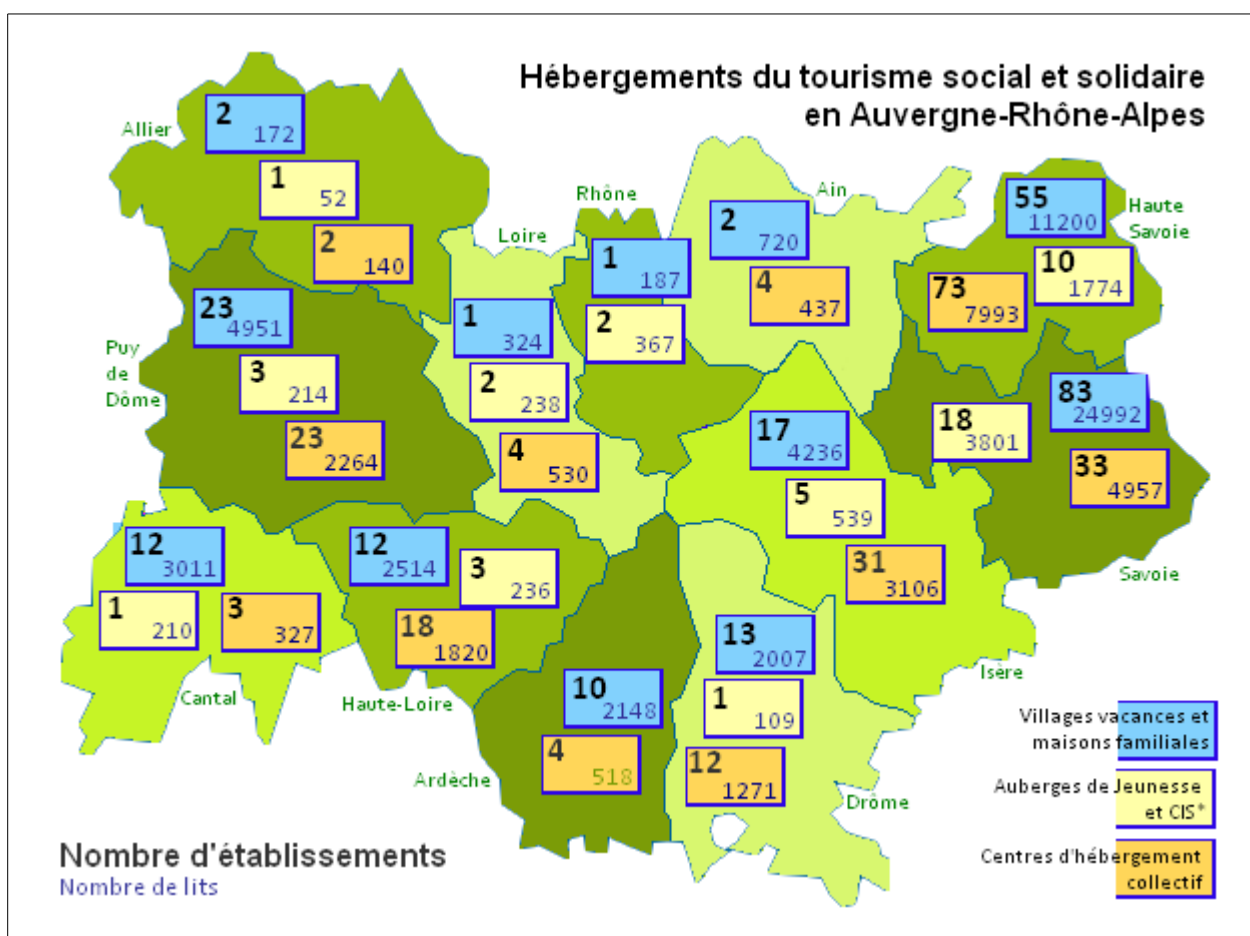 Hébergements du tourisme social et solidaire
en Auvergne-Rhône-Alpes
Allier
2
172
1
52
2
140
Puy
de
Dôme
23
4951
3
214
23
2264
Loire
1
324
2
238
4
530
Rhône
1
187
2
367
Ain
2
720
4
437
Haute
Savoie
55
11200
10
1774
73
7993
Savoie
83
24992
18
3801
33
4957
Isère
17
4236
5
539
31
3106
Cantal
12
3011
1
210
3
327
Haute-Loire
12
2514
3
236
18
1820
Ardèche
10
2148
4
518
Drôme
13
2007
1
109
12
1271
Villages vacances et
maisons familiales
Auberges de Jeunesse
et CIS*
Centres d'hébergement
collectif
Nombre d'établissements
Nombre de lits